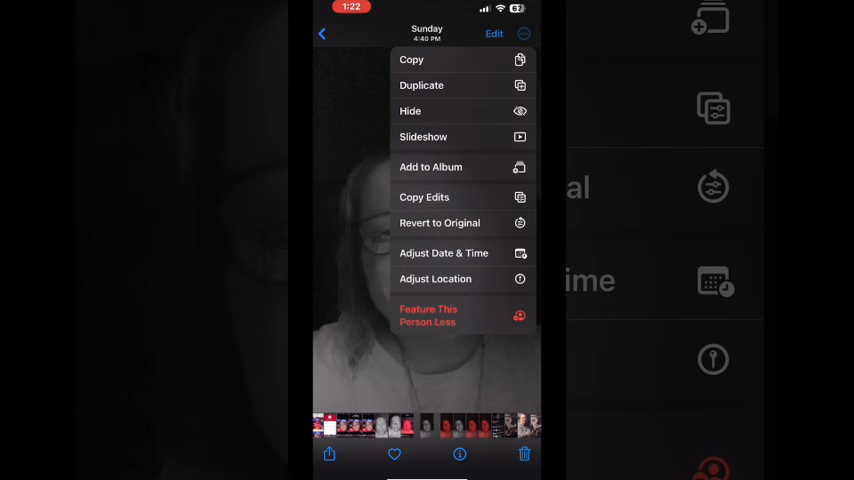 1:22
67
Sunday
4:40 PM
Edit
Copy
Duplicate
Hide
Slideshow
Add to Album
Copy Edits
Revert to Original
Adjust Date & Time
Adjust Location
Feature This
Person Less
al
ime